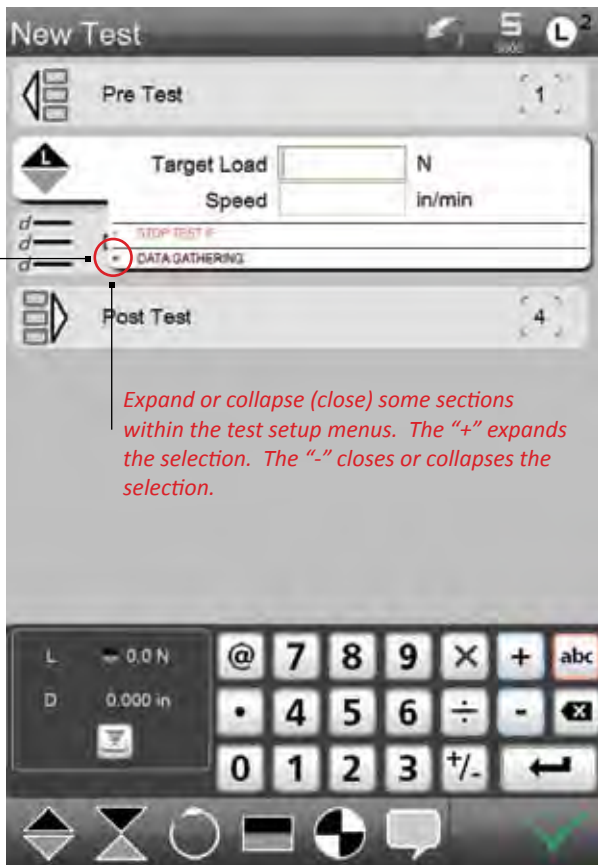 New Test
L 2
Pre Test 1
L
Target Load N
Speed in/min
d
d
d
STOP TEST IF
DATA GATHERING
Post Test 4
Expand or collapse (close) some sections
within the test setup menus. The “+” expands
the selection. The “-” closes or collapses the
selection.
L 0.0 N
D 0.000 in
@ 7 8 9 × + abc
• 4 5 6 ÷ -
0 1 2 3 +/-